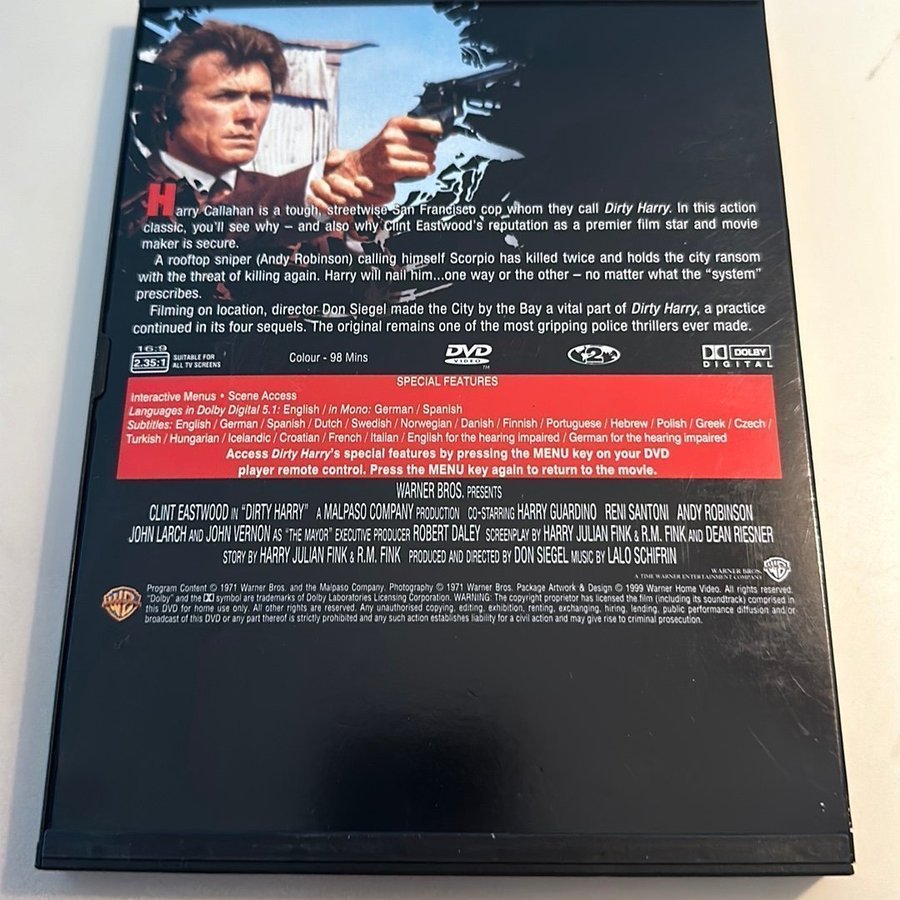 Harry Callahan is a tough, streetwise San Francisco cop whom they call Dirty Harry. In this action
classic, you'll see why – and also why Clint Eastwood's reputation as a premier film star and movie
maker is secure.
A rooftop sniper (Andy Robinson) calling himself Scorpio has killed twice and holds the city ransom
with the threat of killing again. Harry will nail him...one way or the other – no matter what the "system"
prescribes.
Filming on location, director Don Siegel made the City by the Bay a vital part of Dirty Harry, a practice
continued in its four sequels. The original remains one of the most gripping police thrillers ever made.
16:9
2.35:1
SUITABLE FOR
ALL TV SCREENS
Colour - 98 Mins
DVD
VIDEO
TM
2
DOLBY
DIGITAL
SPECIAL FEATURES
Interactive Menus • Scene Access
Languages in Dolby Digital 5.1: English / in Mono: German / Spanish
Subtitles: English / German / Spanish / Dutch / Swedish / Norwegian / Danish / Finnish / Portuguese / Hebrew / Polish / Greek / Czech /
Turkish / Hungarian / Icelandic / Croatian / French / Italian / English for the hearing impaired / German for the hearing impaired
Access Dirty Harry's special features by pressing the MENU key on your DVD
player remote control. Press the MENU key again to return to the movie.
WARNER BROS. PRESENTS
CLINT EASTWOOD IN "DIRTY HARRY" A MALPASO COMPANY PRODUCTION CO-STARRING HARRY GUARDINO RENI SANTONI ANDY ROBINSON
JOHN LARCH AND JOHN VERNON AS "THE MAYOR" EXECUTIVE PRODUCER ROBERT DALEY SCREENPLAY BY HARRY JULIAN FINK & R.M. FINK AND DEAN RIESNER
STORY BY HARRY JULIAN FINK & R.M. FINK PRODUCED AND DIRECTED BY DON SIEGEL MUSIC BY LALO SCHIFRIN
WARNER BROS.
A TIME WARNER ENTERTAINMENT COMPANY
Program Content © 1971 Warner Bros. and the Malpaso Company. Photography © 1971 Warner Bros. Package Artwork & Design © 1999 Warner Home Video. All rights reserved.
"Dolby" and the DD symbol are trademarks of Dolby Laboratories Licensing Corporation. WARNING: The copyright proprietor has licensed the film (including its soundtrack) comprised in
this DVD for home use only. All other rights are reserved. Any unauthorised copying, editing, exhibition, renting, exchanging, hiring, lending, public performance diffusion and/or
broadcast of this DVD or any part thereof is strictly prohibited and any such action establishes liability for a civil action and may give rise to criminal prosecution.